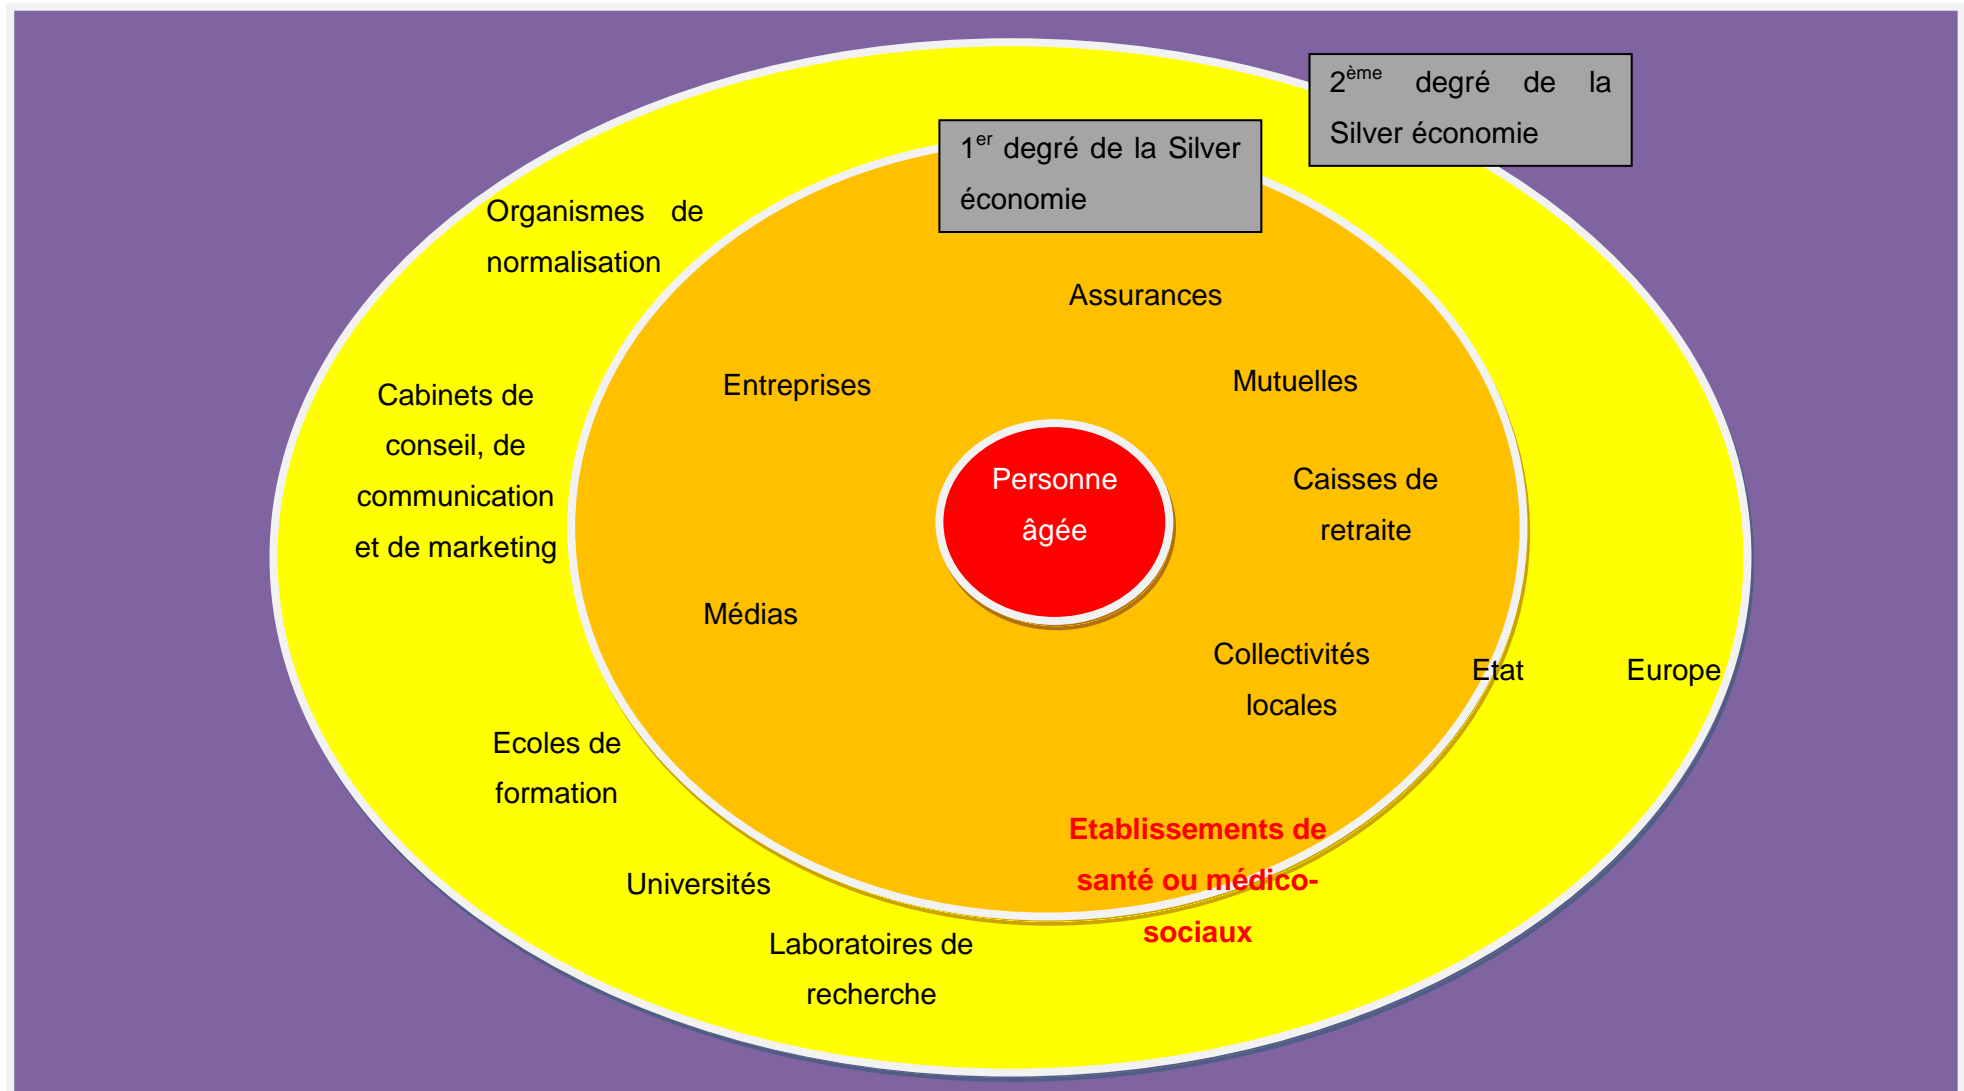 2ème degré de la
Silver économie
1er degré de la Silver
économie
Organismes de
normalisation
Assurances
Entreprises
Mutuelles
Cabinets de
conseil, de
communication
et de marketing
Personne
âgée
Caisses de
retraite
Médias
Collectivités
locales
Etat
Europe
Ecoles de
formation
Etablissements de
santé ou médico-
sociaux
Universités
Laboratoires de
recherche